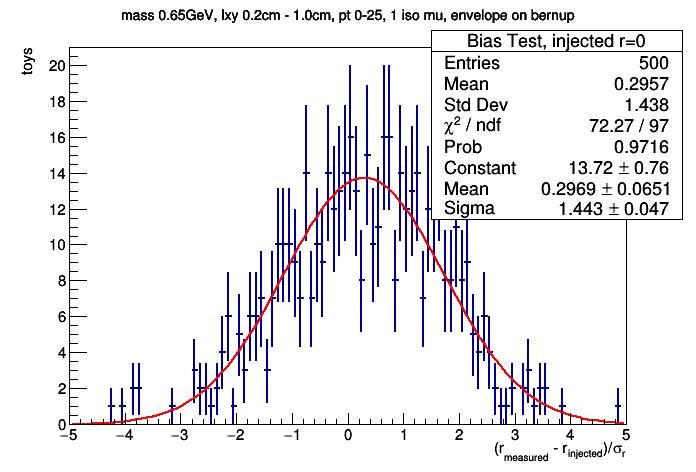 mass 0.65GeV, lxy 0.2cm - 1.0cm, pt 0-25, 1 iso mu, envelope on bernup
Bias Test, injected r=0
Entries 500
Mean 0.2957
Std Dev 1.438
χ² / ndf 72.27 / 97
Prob 0.9716
Constant 13.72 ± 0.76
Mean 0.2969 ± 0.0651
Sigma 1.443 ± 0.047
toys
20
18
16
14
12
10
8
6
4
2
0
−5 −4 −3 −2 −1 0 1 2 3 4 5
(r_measured - r_injected)/σ_r